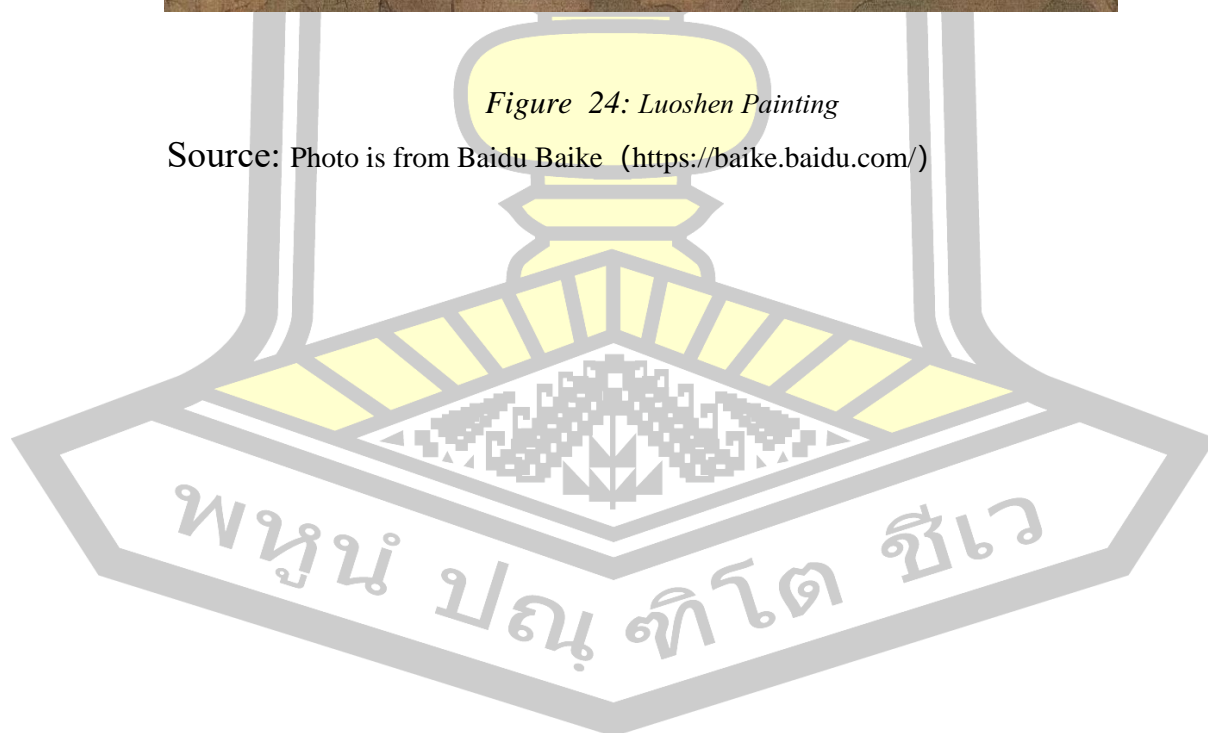 Figure 24: Luoshen Painting
Source: Photo is from Baidu Baike（https://baike.baidu.com/）
พหูนํ ปณฺฑิโต ชีเว